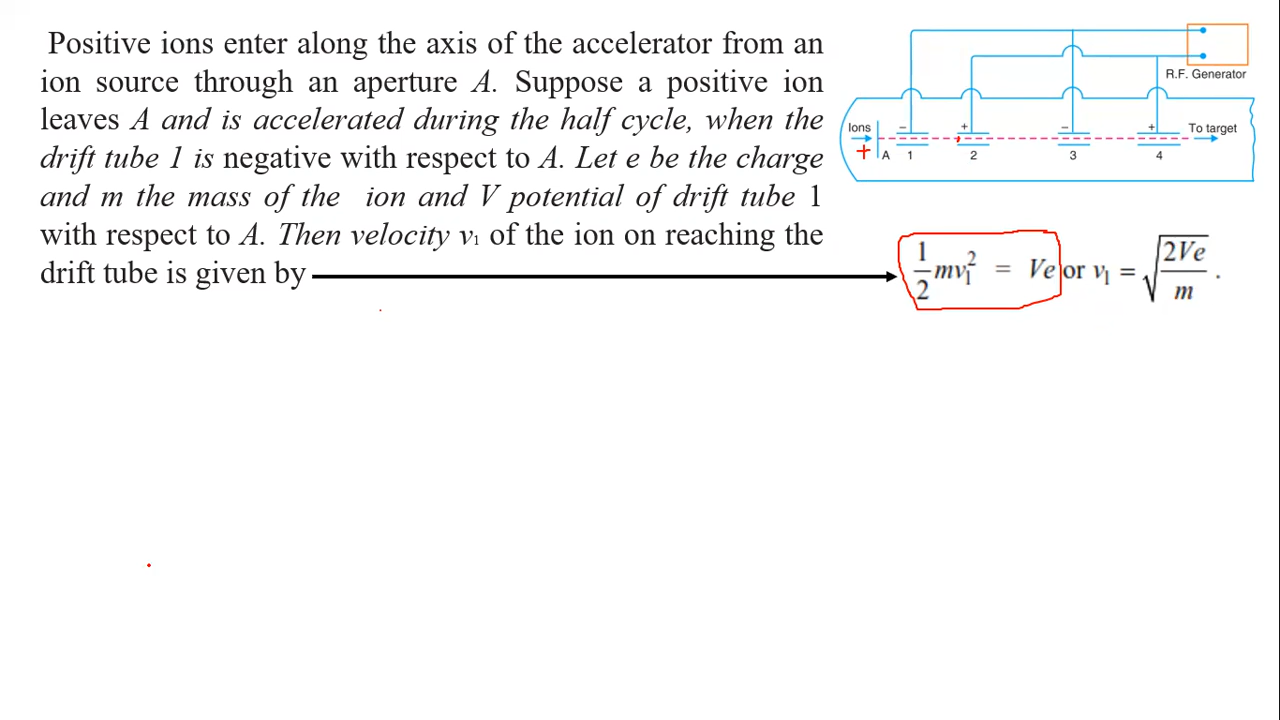 Positive ions enter along the axis of the accelerator from an
ion source through an aperture A. Suppose a positive ion
leaves A and is accelerated during the half cycle, when the
drift tube 1 is negative with respect to A. Let e be the charge
and m the mass of the ion and V potential of drift tube 1
with respect to A. Then velocity v₁ of the ion on reaching the
drift tube is given by
1/2 mv₁² = Ve or v₁ = √(2Ve/m) .
R.F. Generator
Ions − + − + To target
+ A 1 2 3 4